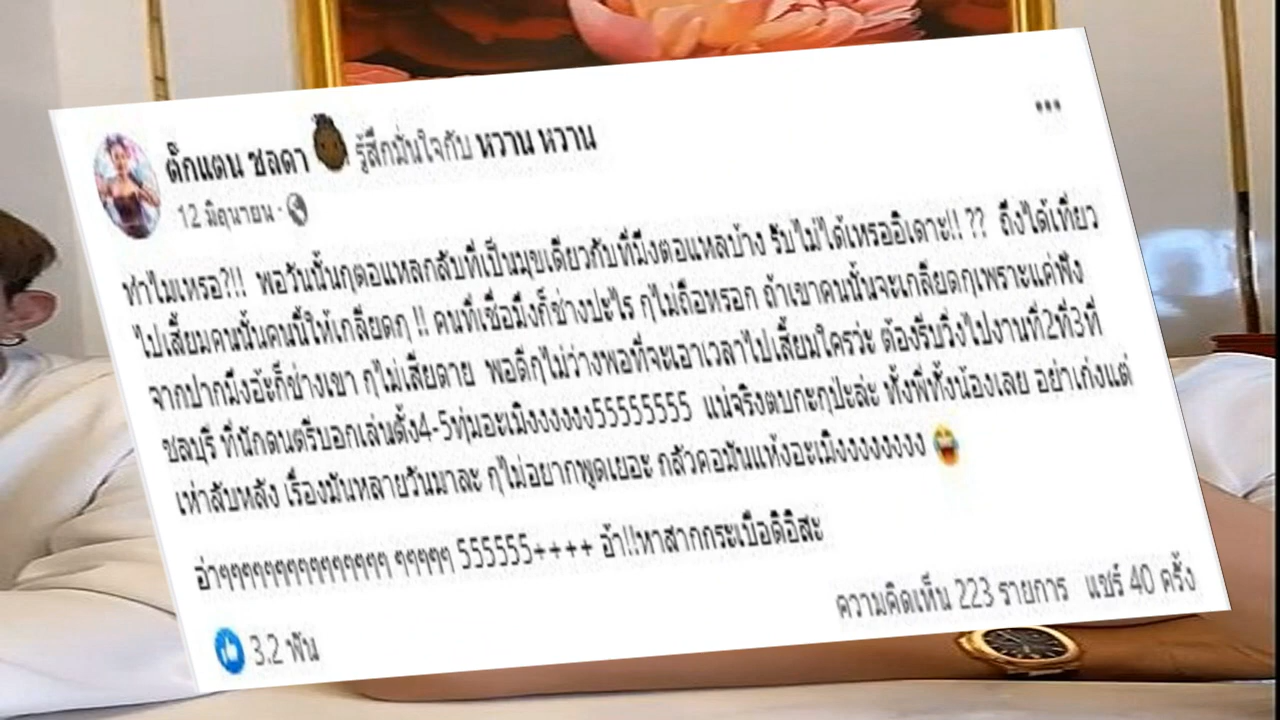 ตั๊กแตน ชลดา รู้สึกมั่นใจกับ หวาน หวาน
12 มิถุนายน ·
ทำไมเหรอ?!! พอวันนั้นกุตอแหลกลับที่เป็นมุขเดียวกับที่มึงตอแหลบ้าง รับไม่ได้เหรออิเดาะ!! ?? ถึงได้เที่ยว
ไปเสี้ยมคนนั้นคนนี้ให้เกลียดกุ !! คนที่เชื่อมึงก็ช่างปะไร กุไม่ถือหรอก ถ้าเขาคนนั้นจะเกลียดกุเพราะแค่ฟัง
จากปากมึงอ้ะก็ช่างเขา กุไม่เสียดาย พอดีกุไม่ว่างพอที่จะเอาเวลาไปเสี้ยมใครว่ะ ต้องรีบวิ่งไปงานที่2ที่3ที่
ชลบุรี ที่นักดนตรีบอกเล่นตั้ง4-5ทุ่มอะเมิงงงงงง555555555 แน่จริงตบกะกุปะล่ะ ทั้งพี่ทั้งน้องเลย อย่าเก่งแต่
เห่าลับหลัง เรื่องมันหลายวันมาละ กุไม่อยากพูดเยอะ กลัวคอมันแห้งอะเมิงงงงงงงง 😂
อ่าๆๆๆๆๆๆๆๆๆๆๆๆๆๆ ๆๆๆๆๆ 555555++++ อ้า!!หาสากกระเบือดิอิสะ
3.2 พัน ความคิดเห็น 223 รายการ แชร์ 40 ครั้ง